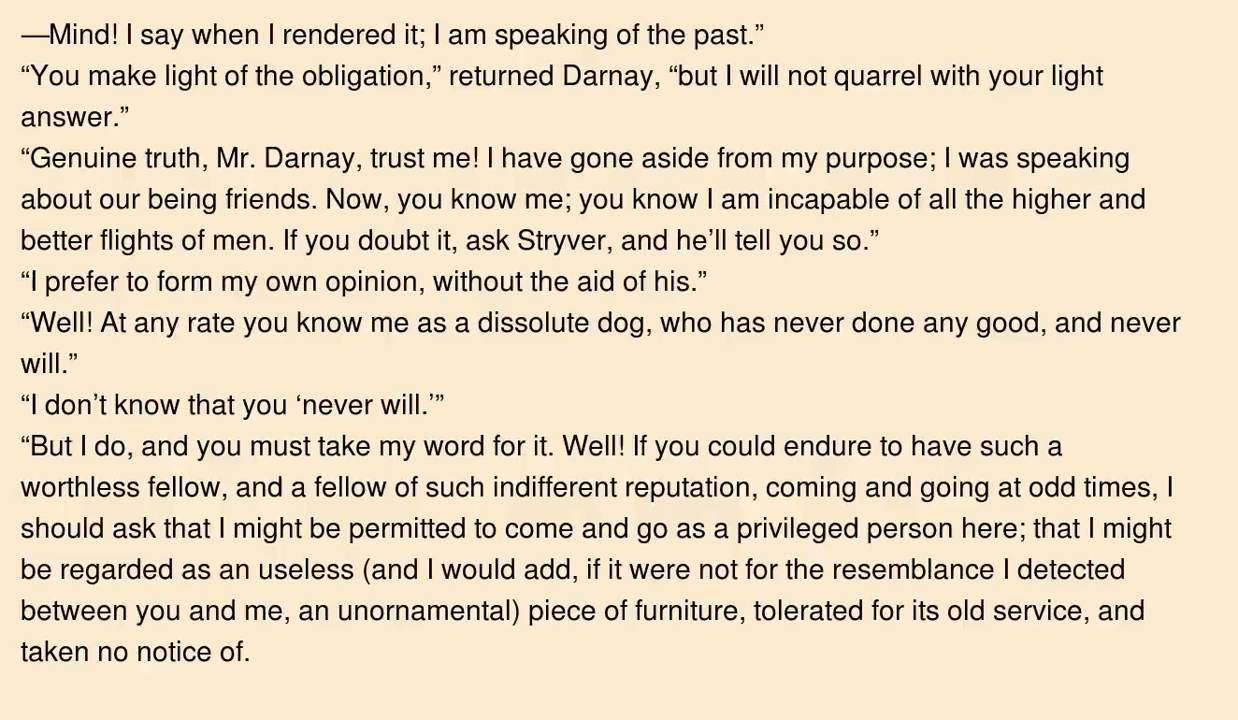 —Mind! I say when I rendered it; I am speaking of the past.”
“You make light of the obligation,” returned Darnay, “but I will not quarrel with your light
answer.”
“Genuine truth, Mr. Darnay, trust me! I have gone aside from my purpose; I was speaking
about our being friends. Now, you know me; you know I am incapable of all the higher and
better flights of men. If you doubt it, ask Stryver, and he’ll tell you so.”
“I prefer to form my own opinion, without the aid of his.”
“Well! At any rate you know me as a dissolute dog, who has never done any good, and never
will.”
“I don’t know that you ‘never will.’”
“But I do, and you must take my word for it. Well! If you could endure to have such a
worthless fellow, and a fellow of such indifferent reputation, coming and going at odd times, I
should ask that I might be permitted to come and go as a privileged person here; that I might
be regarded as an useless (and I would add, if it were not for the resemblance I detected
between you and me, an unornamental) piece of furniture, tolerated for its old service, and
taken no notice of.